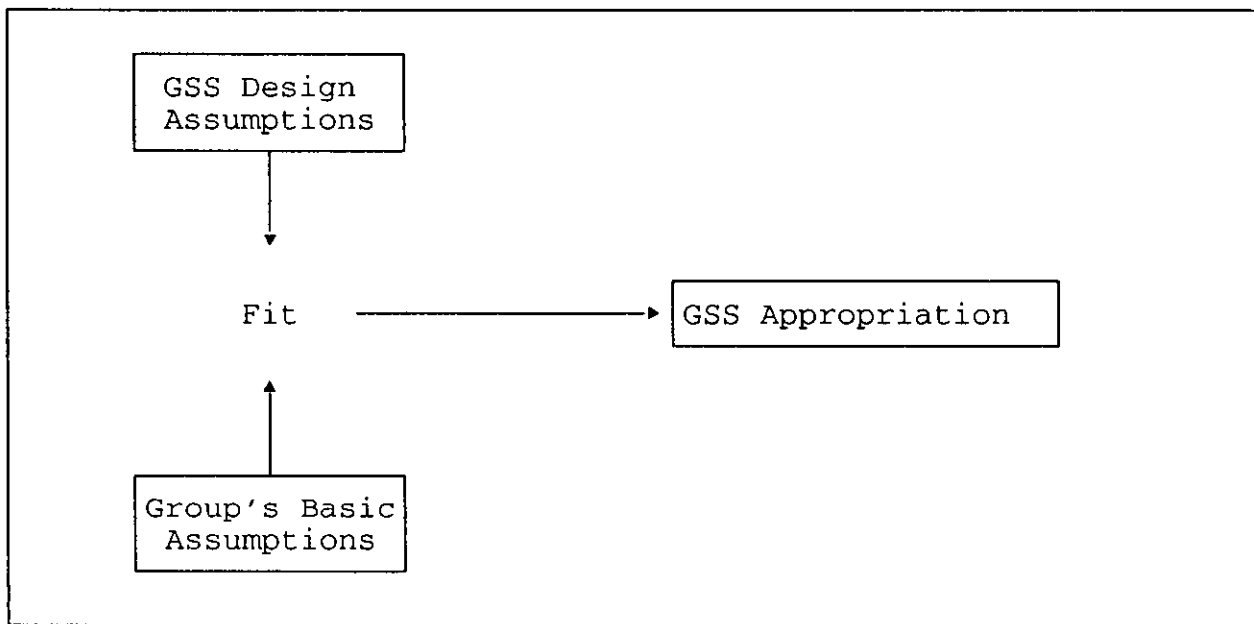 GSS Design
Assumptions
Fit
GSS Appropriation
Group's Basic
Assumptions